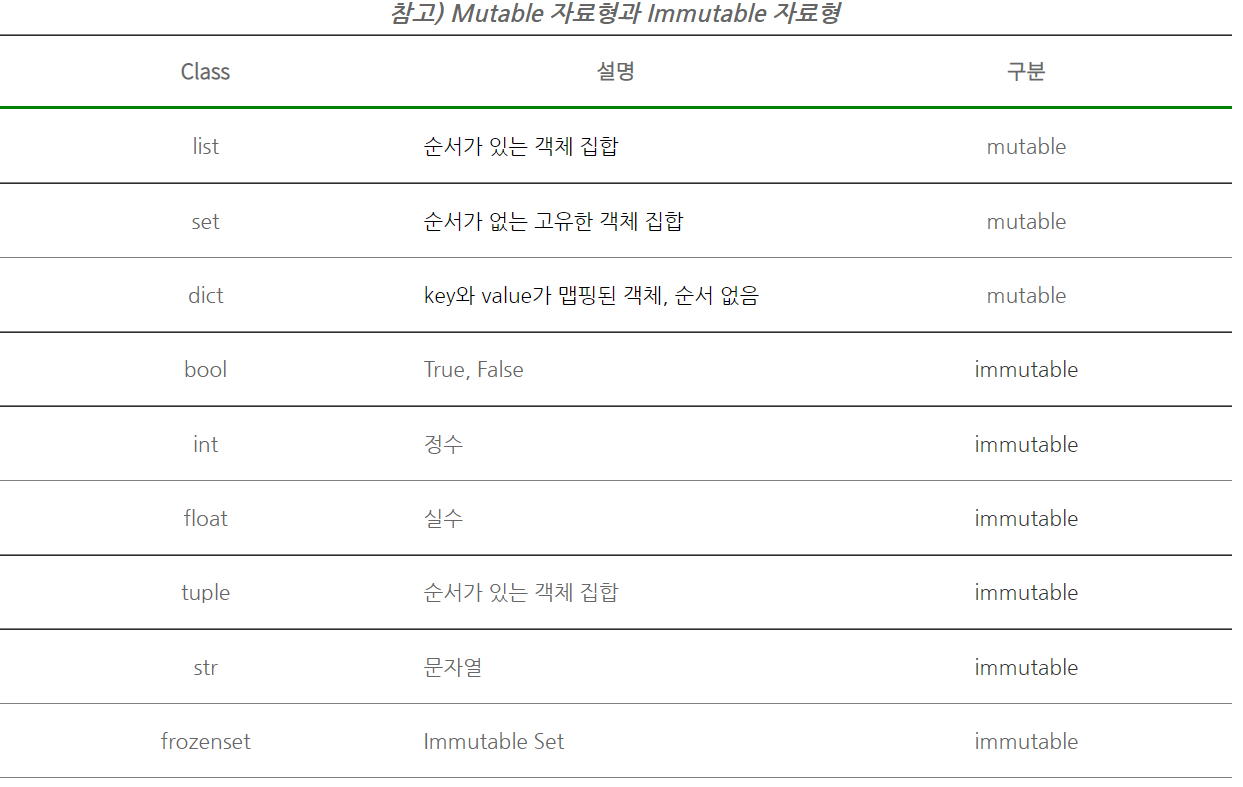 참고) Mutable 자료형과 Immutable 자료형
Class 설명 구분
list 순서가 있는 객체 집합 mutable
set 순서가 없는 고유한 객체 집합 mutable
dict key와 value가 맵핑된 객체, 순서 없음 mutable
bool True, False immutable
int 정수 immutable
float 실수 immutable
tuple 순서가 있는 객체 집합 immutable
str 문자열 immutable
frozenset Immutable Set immutable